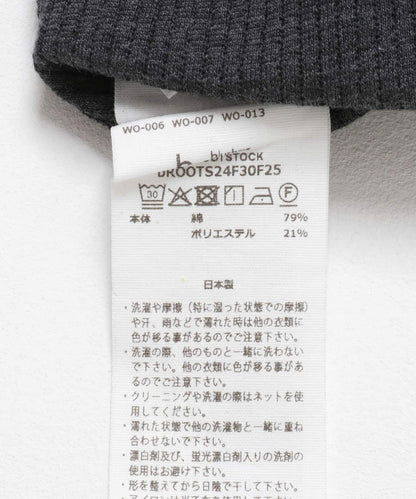 WO-006 WO-007 WO-013
STOCK
BROOTS24F30F25
30 F
本体 綿 79%
ポリエステル 21%
日本製
・洗濯や摩擦（特に湿った状態での摩擦）
や汗、雨などで濡れた時は他の衣類に
色が移る事があるのでご注意下さい。
・洗濯の際、他のものと一緒に洗わない
で下さい。他の衣類に色が移る事があ
るのでご注意下さい。
・クリーニングや洗濯の際はネットを使
用してください。
・濡れた状態で他の洗濯物と一緒に重ね
合わせないで下さい。
・漂白剤及び、蛍光漂白剤入りの洗剤の
使用はお避け下さい。
・形を整えてから日陰で干して下さい。